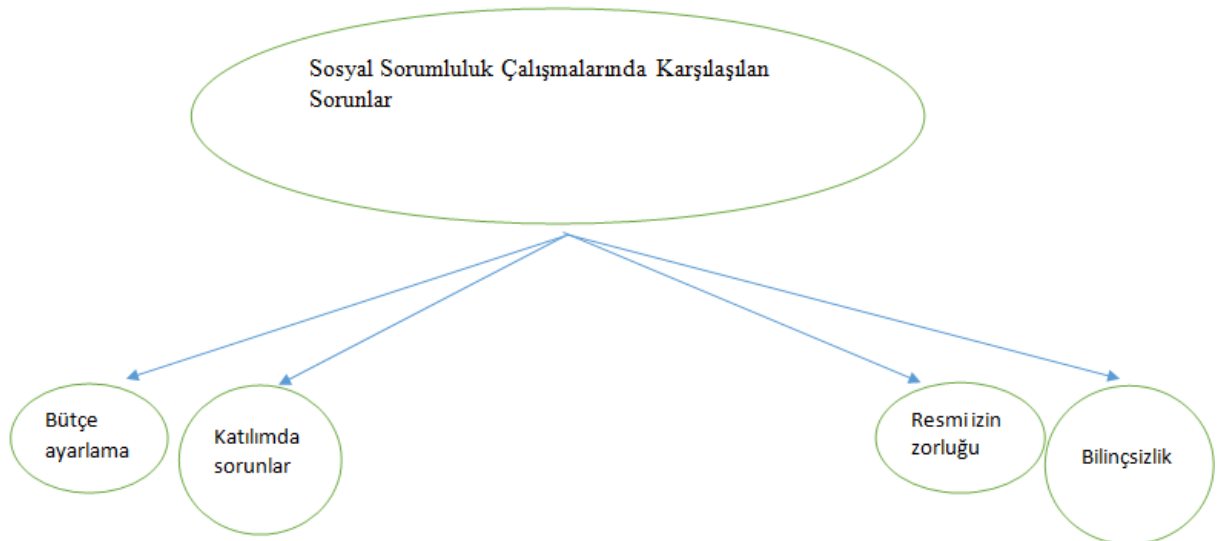 Sosyal Sorumluluk Çalışmalarında Karşılaşılan
Sorunlar
Bütçe
ayarlama
Katılımda
sorunlar
Resmi izin
zorluğu
Bilinçsizlik